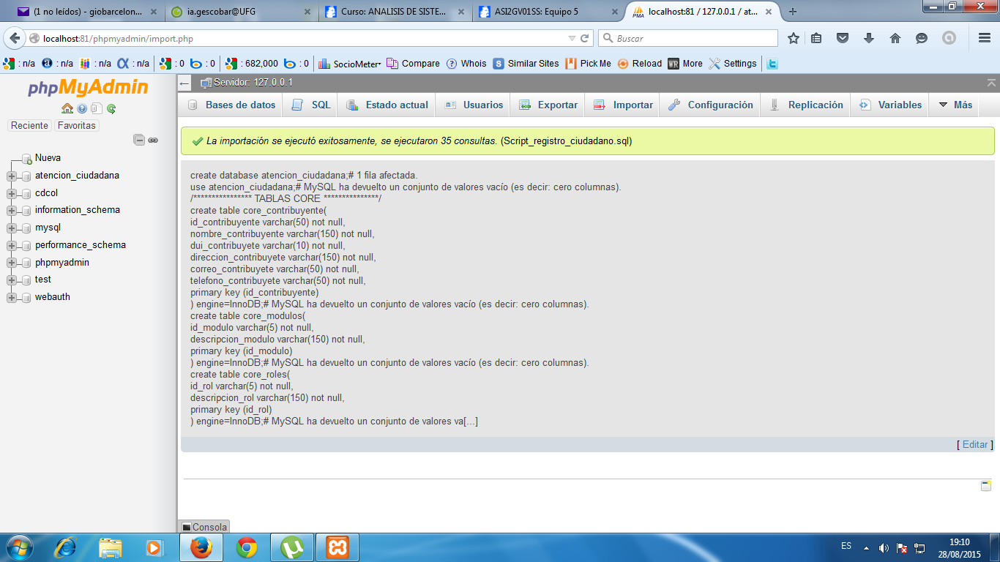 (1 no leídos) - giobarcelon...
ia.gescobar@UFG
Curso: ANALISIS DE SISTE...
ASI2GV01SS: Equipo 5
localhost:81 / 127.0.0.1 / at...
localhost:81/phpmyadmin/import.php
Buscar
: n/a : n/a : n/a : n/a : 0 : 0 : 682,000 : 0 SocioMeter Compare Whois Similar Sites Pick Me Reload More Settings
phpMyAdmin
Reciente Favoritas
Nueva
atencion_ciudadana
cdcol
information_schema
mysql
performance_schema
phpmyadmin
test
webauth
Servidor: 127.0.0.1
Bases de datos SQL Estado actual Usuarios Exportar Importar Configuración Replicación Variables Más
La importación se ejecutó exitosamente, se ejecutaron 35 consultas. (Script_registro_ciudadano.sql)
create database atencion_ciudadana;# 1 fila afectada.
use atencion_ciudadana;# MySQL ha devuelto un conjunto de valores vacío (es decir: cero columnas).
/**************** TABLAS CORE ***************/
create table core_contribuyente(
id_contribuyente varchar(50) not null,
nombre_contribuyente varchar(150) not null,
dui_contribuyete varchar(10) not null,
direccion_contribuyete varchar(150) not null,
correo_contribuyete varchar(50) not null,
telefono_contribuyete varchar(50) not null,
primary key (id_contribuyente)
) engine=InnoDB;# MySQL ha devuelto un conjunto de valores vacío (es decir: cero columnas).
create table core_modulos(
id_modulo varchar(5) not null,
descripcion_modulo varchar(150) not null,
primary key (id_modulo)
) engine=InnoDB;# MySQL ha devuelto un conjunto de valores vacío (es decir: cero columnas).
create table core_roles(
id_rol varchar(5) not null,
descripcion_rol varchar(150) not null,
primary key (id_rol)
) engine=InnoDB;# MySQL ha devuelto un conjunto de valores va[...]
[ Editar ]
Consola
ES
19:10
28/08/2015